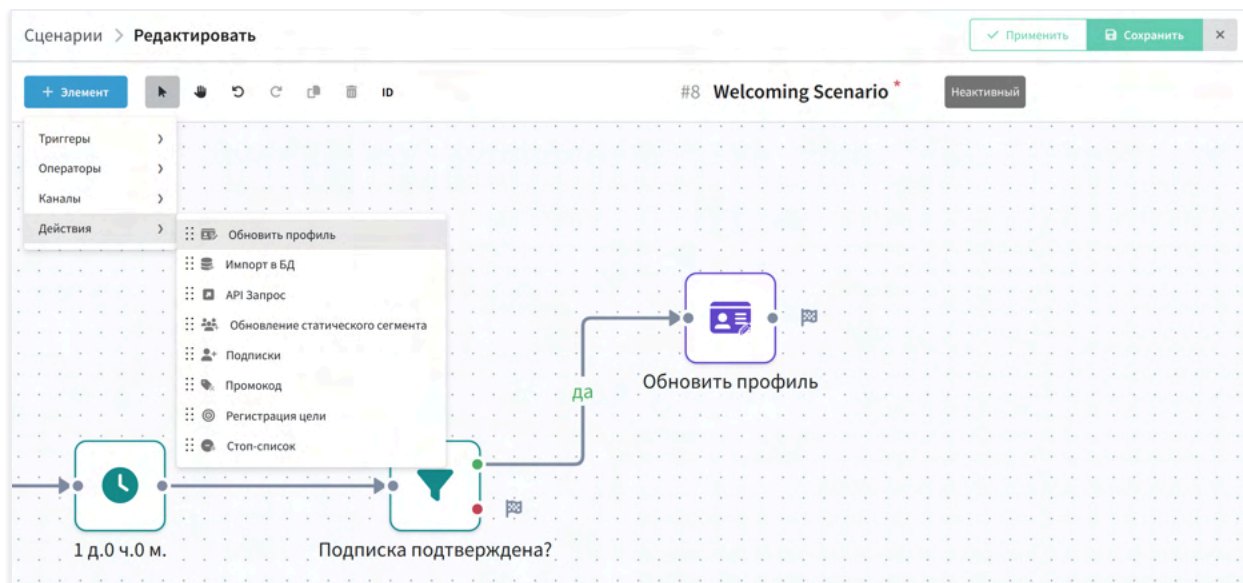 Сценарии > Редактировать
Применить
Сохранить
+ Элемент
ID
#8 Welcoming Scenario *
Неактивный
Триггеры
Операторы
Каналы
Действия
Обновить профиль
Импорт в БД
API Запрос
Обновление статического сегмента
Подписки
Промокод
Регистрация цели
Стоп-список
Обновить профиль
да
1 д.0 ч.0 м.
Подписка подтверждена?